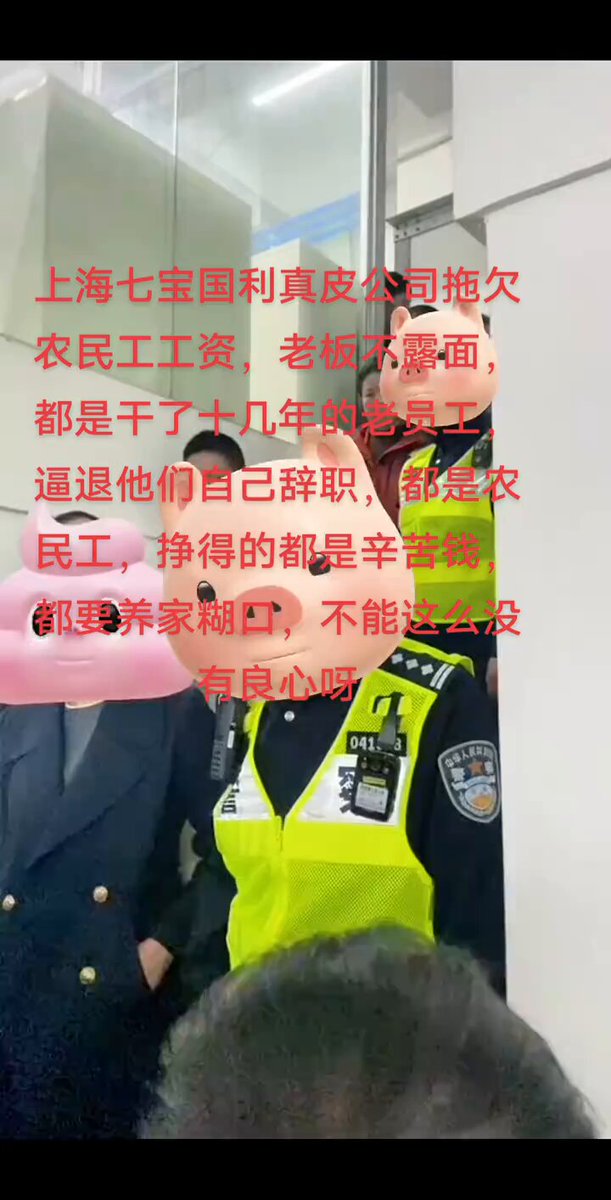 上海七宝国利真皮公司拖欠
农民工工资，老板不露面，
都是干了十几年的老员工，
逼退他们自己辞职，都是农
民工，挣得的都是辛苦钱，
都要养家糊口，不能这么没
有良心呀